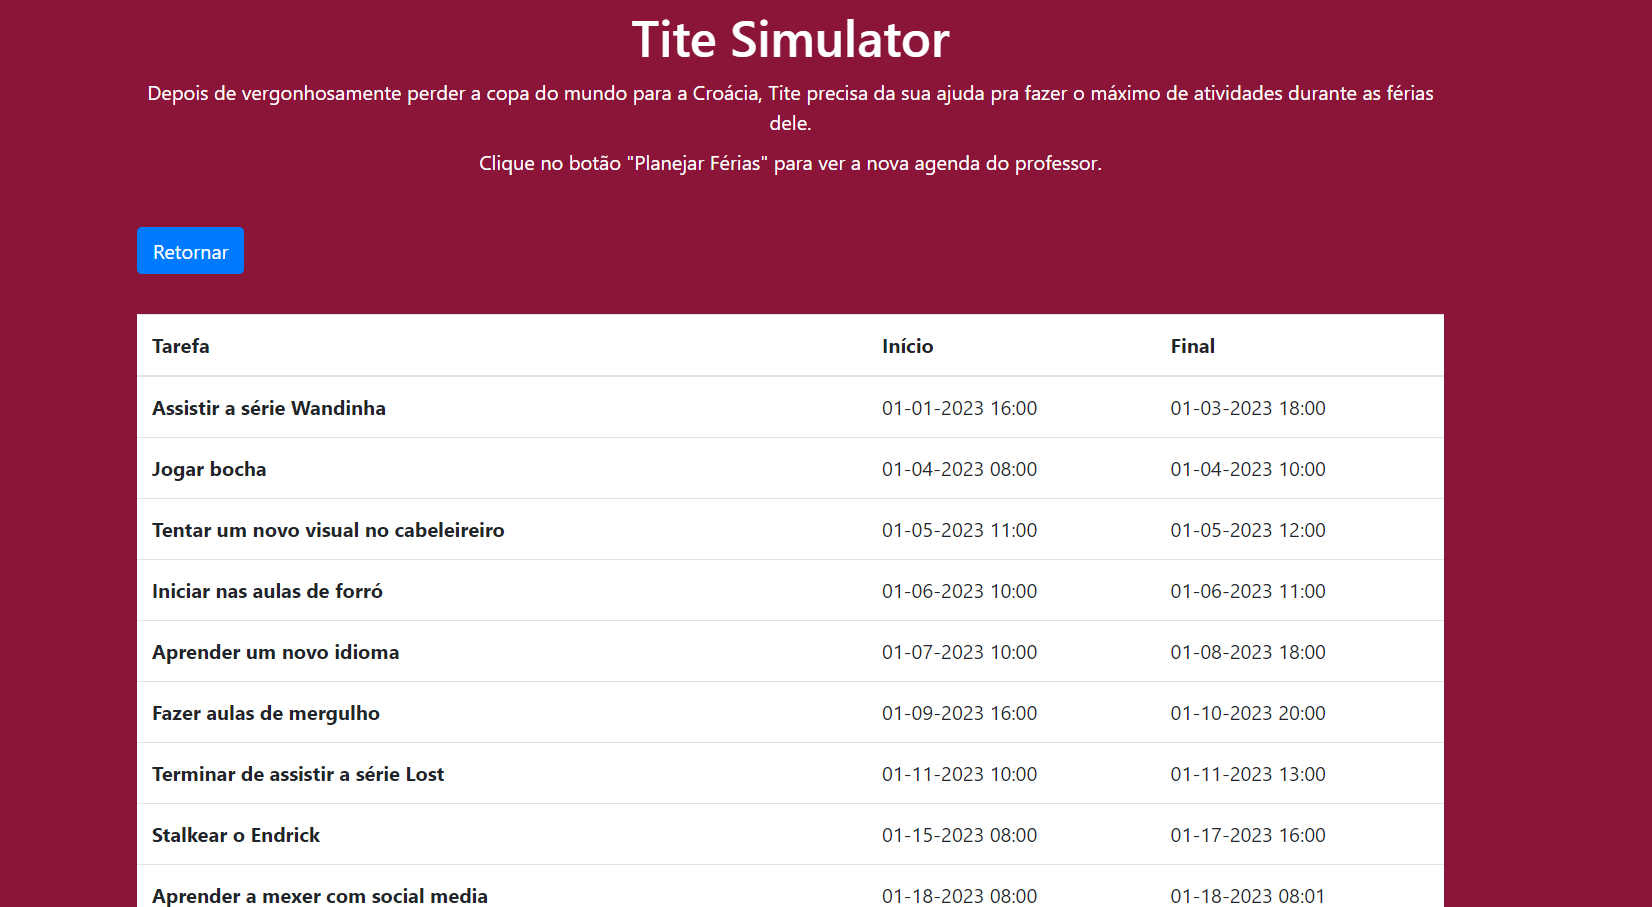 Tite Simulator
Depois de vergonhosamente perder a copa do mundo para a Croácia, Tite precisa da sua ajuda pra fazer o máximo de atividades durante as férias
dele.
Clique no botão "Planejar Férias" para ver a nova agenda do professor.
Retornar
Tarefa Início Final
Assistir a série Wandinha 01-01-2023 16:00 01-03-2023 18:00
Jogar bocha 01-04-2023 08:00 01-04-2023 10:00
Tentar um novo visual no cabeleireiro 01-05-2023 11:00 01-05-2023 12:00
Iniciar nas aulas de forró 01-06-2023 10:00 01-06-2023 11:00
Aprender um novo idioma 01-07-2023 10:00 01-08-2023 18:00
Fazer aulas de mergulho 01-09-2023 16:00 01-10-2023 20:00
Terminar de assistir a série Lost 01-11-2023 10:00 01-11-2023 13:00
Stalkear o Endrick 01-15-2023 08:00 01-17-2023 16:00
Aprender a mexer com social media 01-18-2023 08:00 01-18-2023 08:01